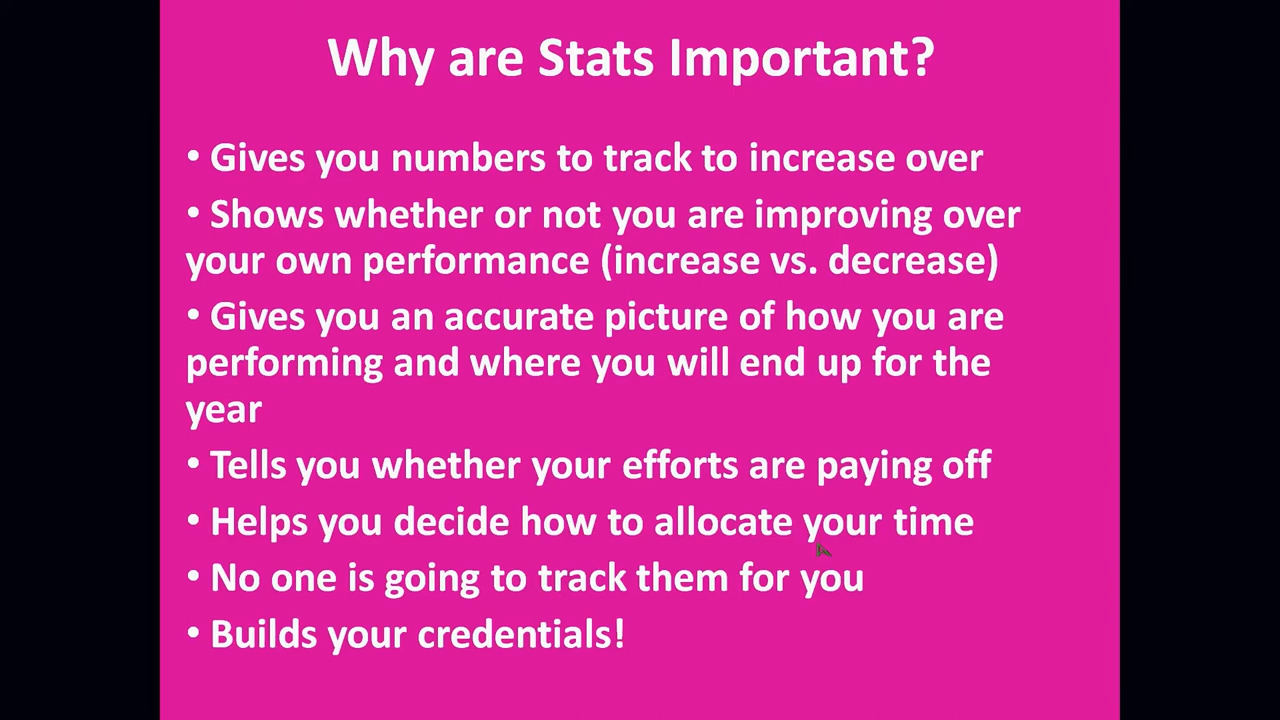 Why are Stats Important?
• Gives you numbers to track to increase over
• Shows whether or not you are improving over
your own performance (increase vs. decrease)
• Gives you an accurate picture of how you are
performing and where you will end up for the
year
• Tells you whether your efforts are paying off
• Helps you decide how to allocate your time
• No one is going to track them for you
• Builds your credentials!